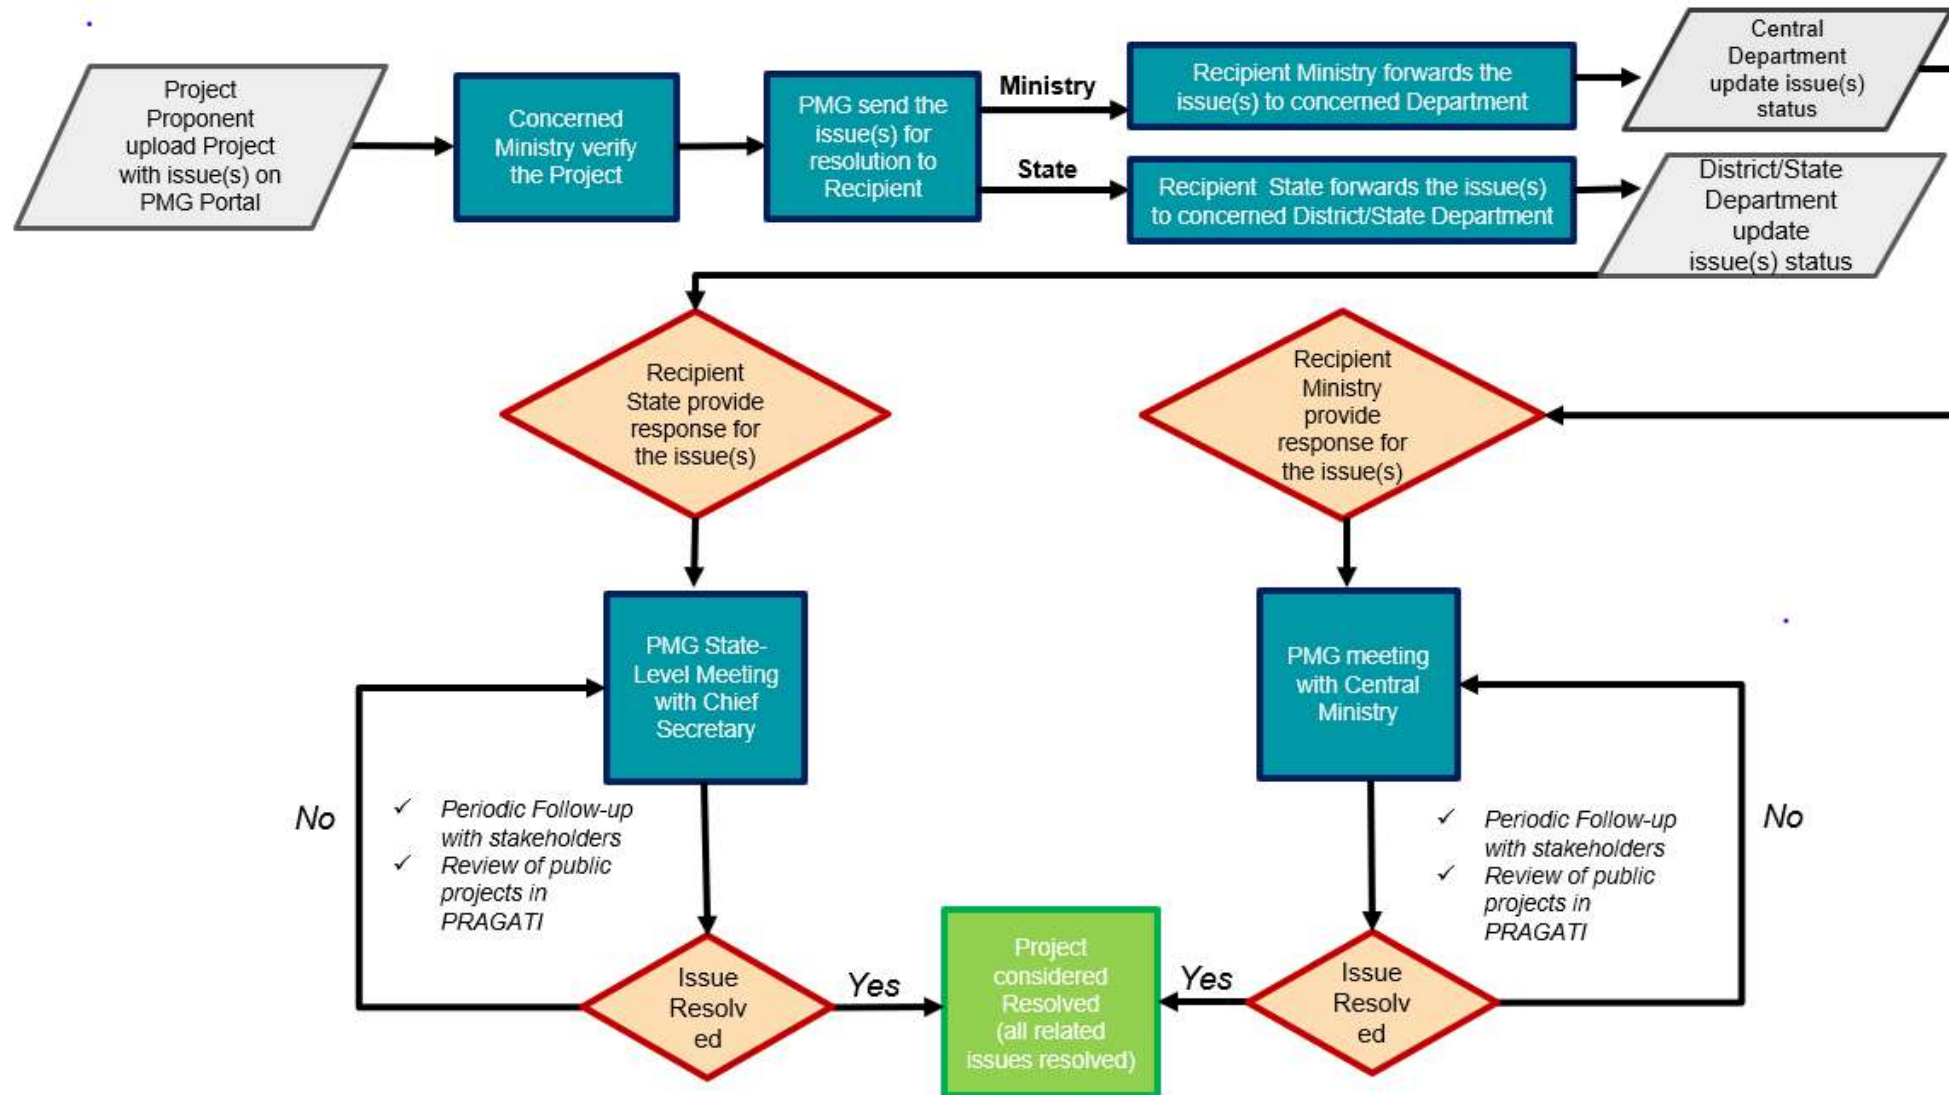 Project
Proponent
upload Project
with issue(s) on
PMG Portal
Concerned
Ministry verify
the Project
PMG send the
issue(s) for
resolution to
Recipient
Ministry
State
Recipient Ministry forwards the
issue(s) to concerned Department
Recipient State forwards the issue(s)
to concerned District/State Department
Central
Department
update issue(s)
status
District/State
Department
update
issue(s) status
Recipient
State provide
response for
the issue(s)
Recipient
Ministry
provide
response for
the issue(s)
PMG State-
Level Meeting
with Chief
Secretary
PMG meeting
with Central
Ministry
No
✓ Periodic Follow-up
with stakeholders
✓ Review of public
projects in
PRAGATI
✓ Periodic Follow-up
with stakeholders
✓ Review of public
projects in
PRAGATI
No
Issue
Resolv
ed
Yes
Project
considered
Resolved
(all related
issues resolved)
Yes
Issue
Resolv
ed